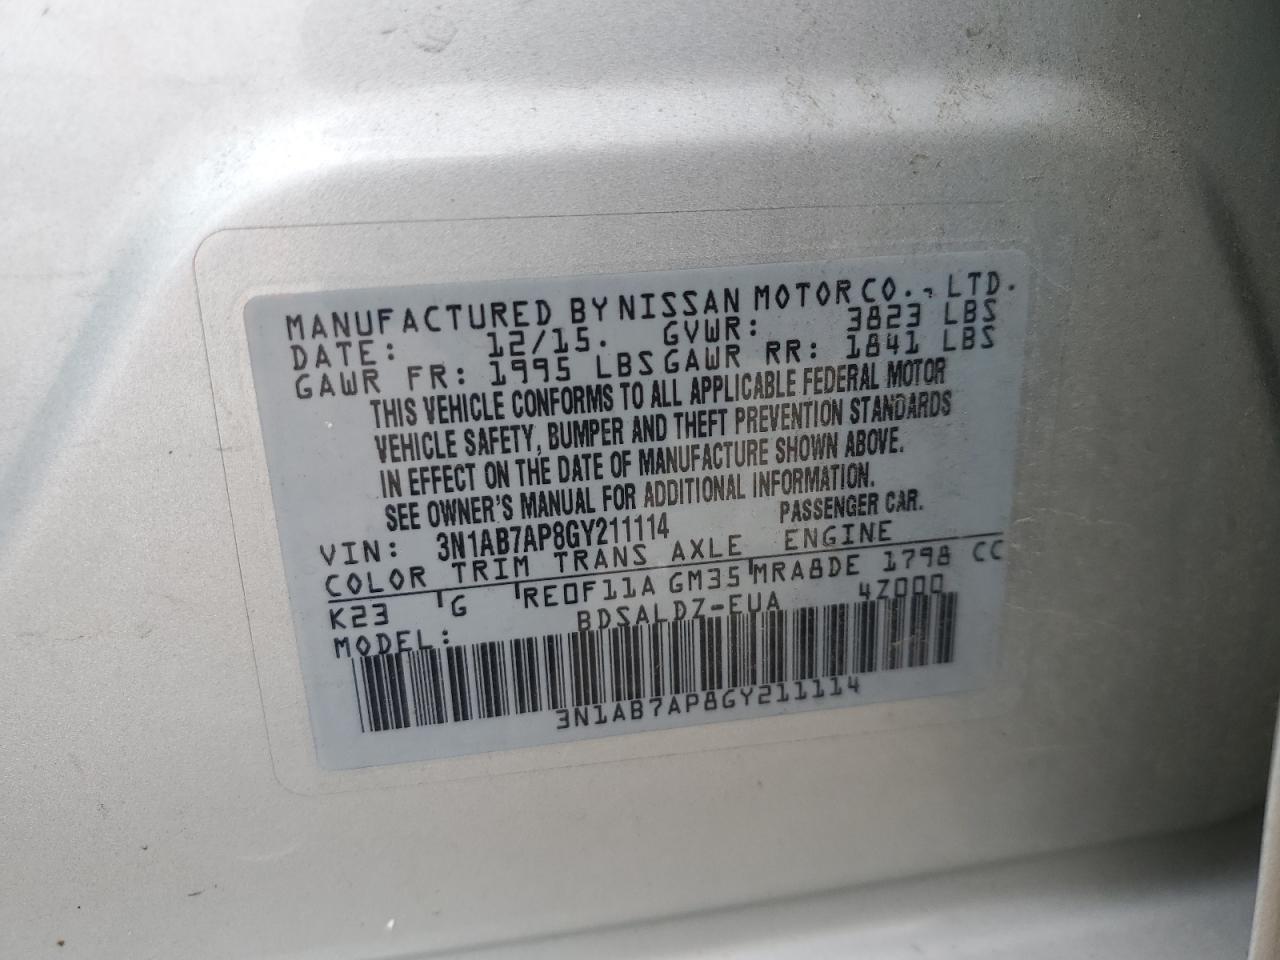 MANUFACTURED BY NISSAN MOTOR CO., LTD.
DATE: 12/15. GVWR: 3823 LBS
GAWR FR: 1995 LBS GAWR RR: 1841 LBS
THIS VEHICLE CONFORMS TO ALL APPLICABLE FEDERAL MOTOR
VEHICLE SAFETY, BUMPER AND THEFT PREVENTION STANDARDS
IN EFFECT ON THE DATE OF MANUFACTURE SHOWN ABOVE.
SEE OWNER'S MANUAL FOR ADDITIONAL INFORMATION.
VIN: 3N1AB7AP8GY211114 PASSENGER CAR.
COLOR TRIM TRANS AXLE ENGINE
K23 G RE0F11A GM35 MRA8DE 1798 CC
MODEL: BDSALDZ-EUA 4Z000
3N1AB7AP8GY211114